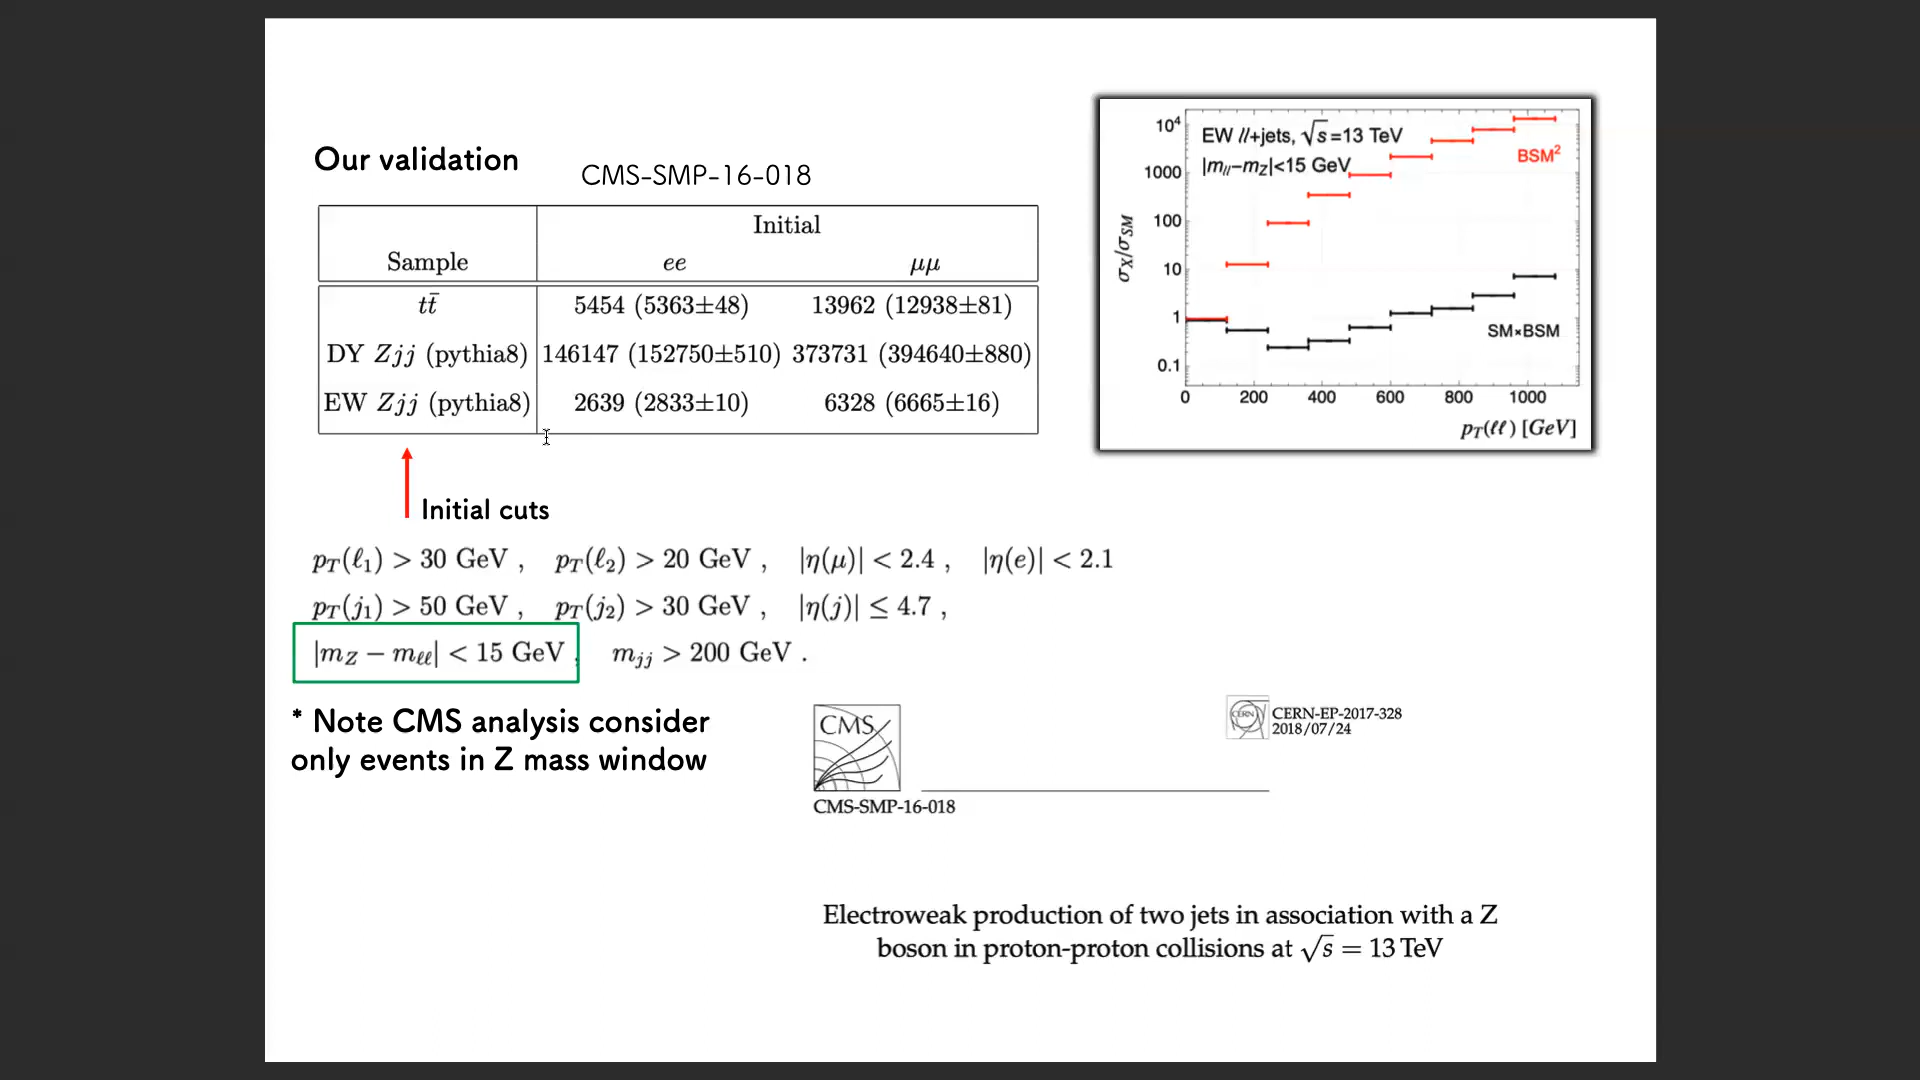 Our validation
CMS-SMP-16-018
Initial
Sample ee μμ
tt̄ 5454 (5363±48) 13962 (12938±81)
DY Zjj (pythia8) 146147 (152750±510) 373731 (394640±880)
EW Zjj (pythia8) 2639 (2833±10) 6328 (6665±16)
Initial cuts
p_T(ℓ₁) > 30 GeV , p_T(ℓ₂) > 20 GeV , |η(μ)| < 2.4 , |η(e)| < 2.1
p_T(j₁) > 50 GeV , p_T(j₂) > 30 GeV , |η(j)| ≤ 4.7 ,
|m_Z − m_ℓℓ| < 15 GeV , m_jj > 200 GeV .
* Note CMS analysis consider
only events in Z mass window
EW ll+jets, √s=13 TeV
|m_ll−m_Z|<15 GeV
BSM²
SM×BSM
σ_X/σ_SM
10⁴
1000
100
10
1
0.1
0 200 400 600 800 1000
p_T(ℓℓ) [GeV]
CMS
CMS-SMP-16-018
CERN
CERN-EP-2017-328
2018/07/24
Electroweak production of two jets in association with a Z
boson in proton-proton collisions at √s = 13 TeV